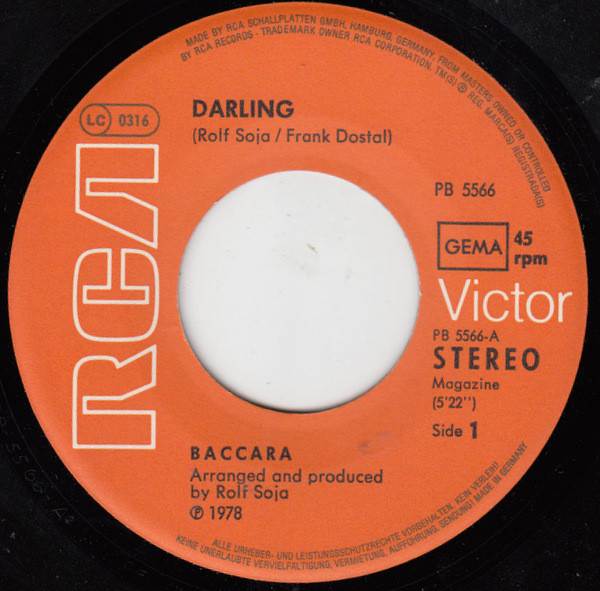 MADE BY RCA SCHALLPLATTEN GMBH, HAMBURG, GERMANY, FROM MASTERS OWNED OR CONTROLLED
BY RCA RECORDS - TRADEMARK OWNER RCA CORPORATION, TM(S) ® REG. MARCA(S) REGISTRADA(S)
LC 0316
DARLING
(Rolf Soja / Frank Dostal)
PB 5566
GEMA
45
rpm
RCA
Victor
PB 5566-A
STEREO
Magazine
(5'22")
Side 1
BACCARA
Arranged and produced
by Rolf Soja
℗ 1978
ALLE URHEBER- UND LEISTUNGSSCHUTZRECHTE VORBEHALTEN. KEIN VERLEIH!
KEINE UNERLAUBTE VERVIELFÄLTIGUNG, VERMIETUNG, AUFFÜHRUNG, SENDUNG! MADE IN GERMANY